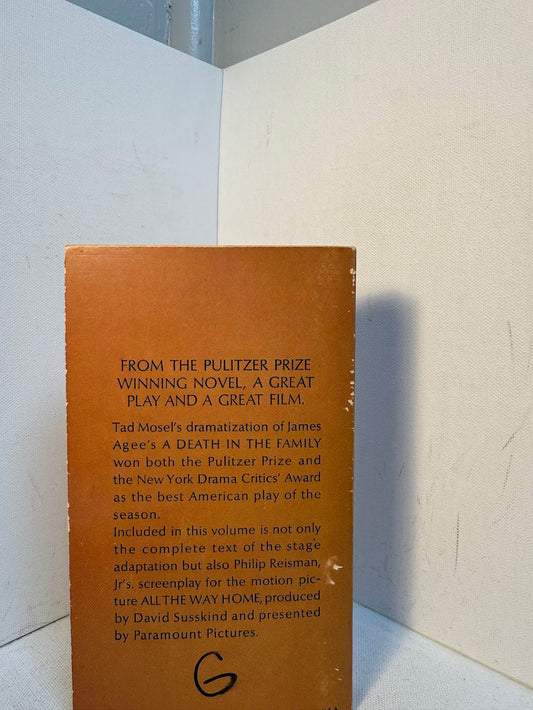 FROM THE PULITZER PRIZE
WINNING NOVEL, A GREAT
PLAY AND A GREAT FILM.
Tad Mosel's dramatization of James
Agee's A DEATH IN THE FAMILY
won both the Pulitzer Prize and
the New York Drama Critics' Award
as the best American play of the
season.
Included in this volume is not only
the complete text of the stage
adaptation but also Philip Reisman,
Jr's. screenplay for the motion pic-
ture ALL THE WAY HOME, produced
by David Susskind and presented
by Paramount Pictures.
G